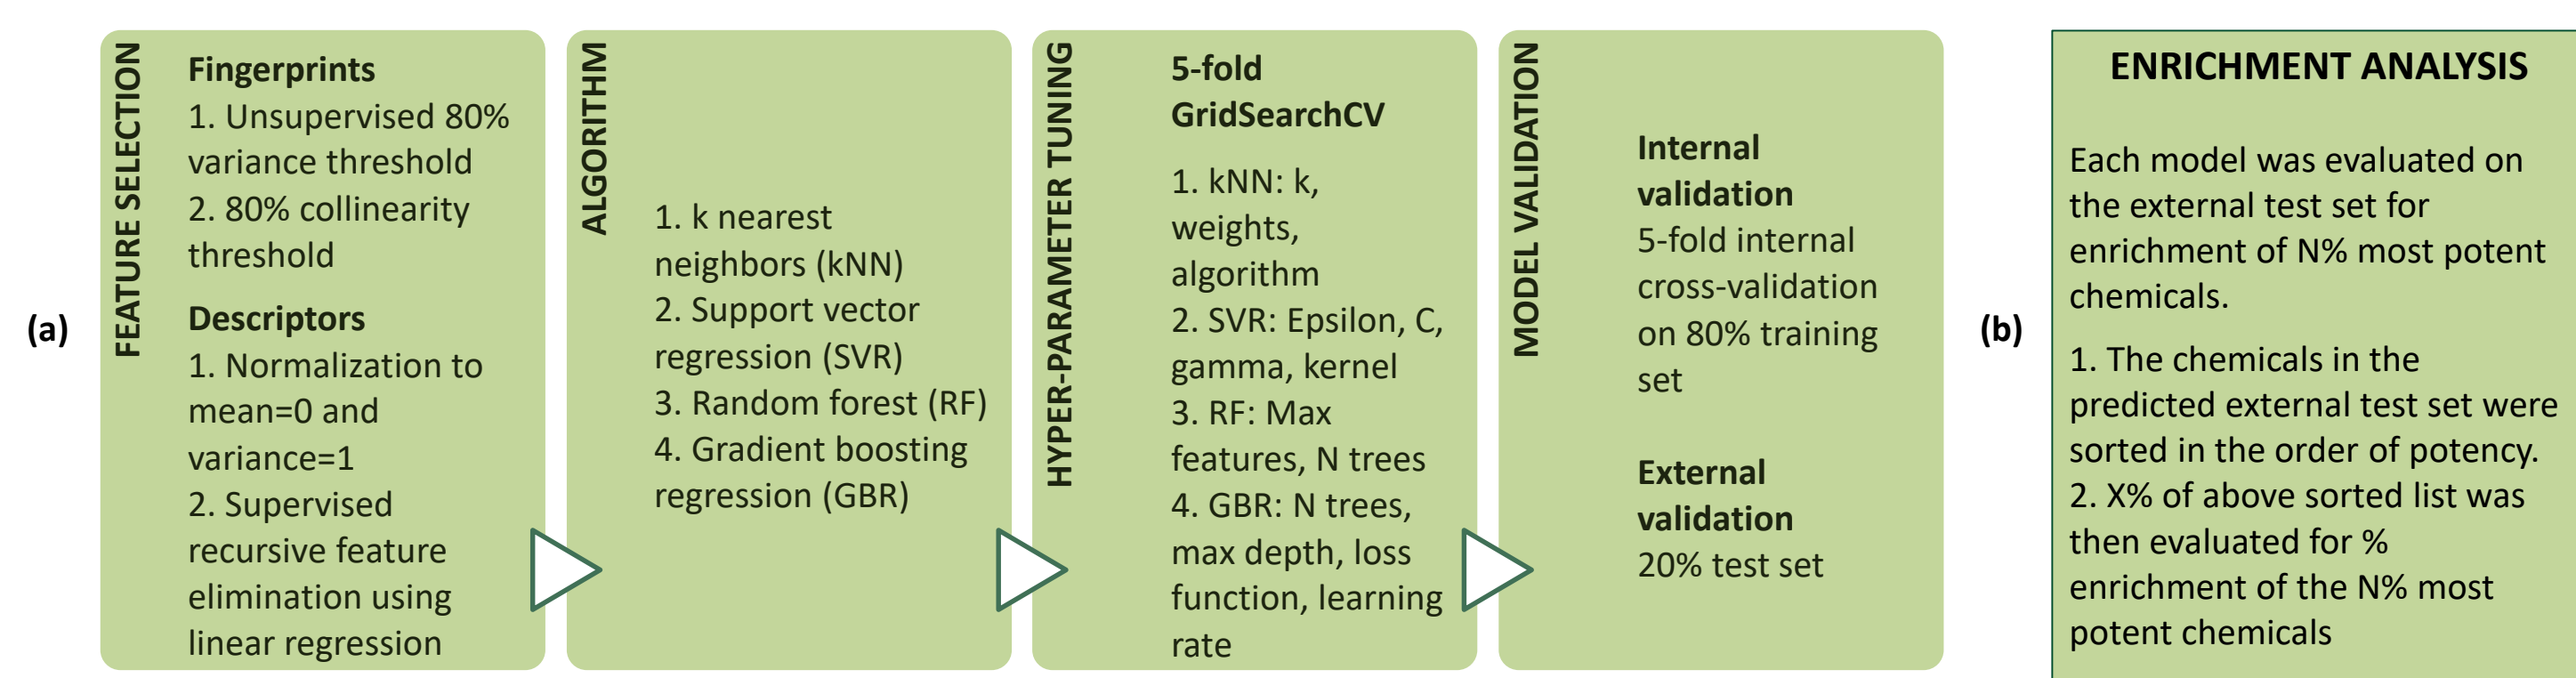 (a)
FEATURE SELECTION
Fingerprints
1. Unsupervised 80%
variance threshold
2. 80% collinearity
threshold
Descriptors
1. Normalization to
mean=0 and
variance=1
2. Supervised
recursive feature
elimination using
linear regression
ALGORITHM
1. k nearest
neighbors (kNN)
2. Support vector
regression (SVR)
3. Random forest (RF)
4. Gradient boosting
regression (GBR)
HYPER-PARAMETER TUNING
5-fold
GridSearchCV
1. kNN: k,
weights,
algorithm
2. SVR: Epsilon, C,
gamma, kernel
3. RF: Max
features, N trees
4. GBR: N trees,
max depth, loss
function, learning
rate
MODEL VALIDATION
Internal
validation
5-fold internal
cross-validation
on 80% training
set
External
validation
20% test set
(b)
ENRICHMENT ANALYSIS
Each model was evaluated on
the external test set for
enrichment of N% most potent
chemicals.
1. The chemicals in the
predicted external test set were
sorted in the order of potency.
2. X% of above sorted list was
then evaluated for %
enrichment of the N% most
potent chemicals